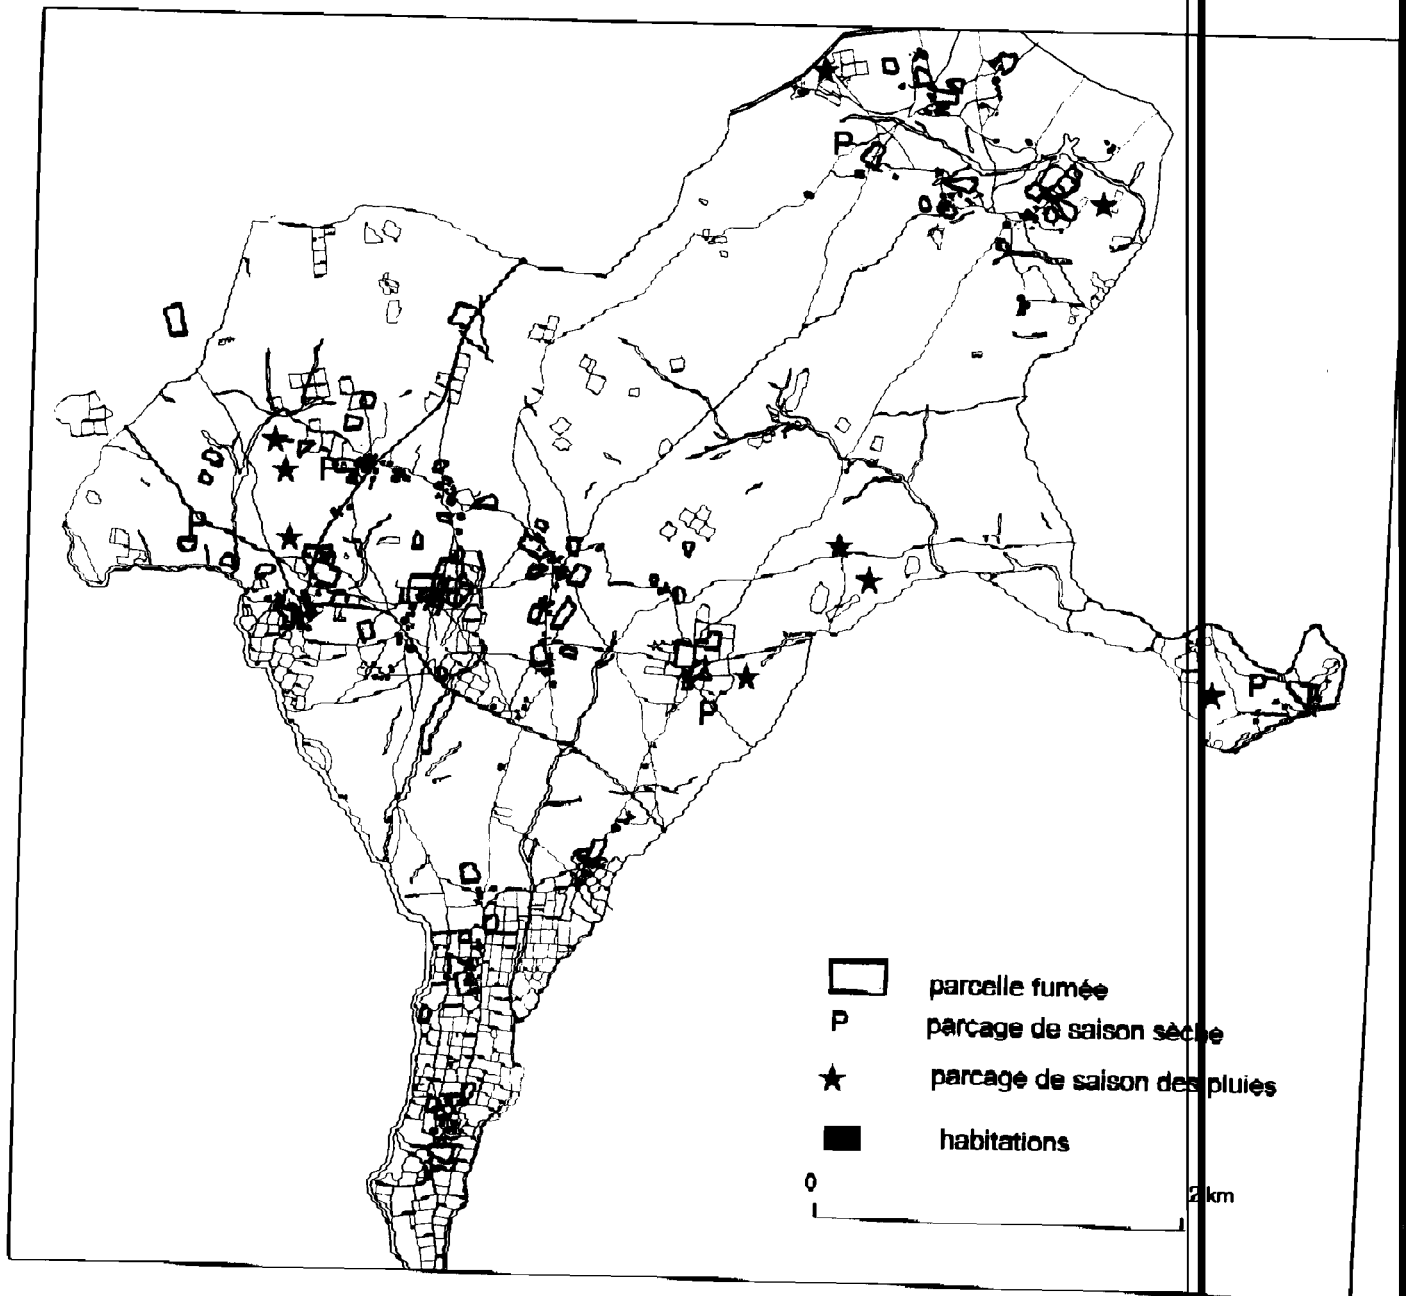 P
P
P
P
P
parcelle fumée
P parcage de saison sèche
parcage de saison des pluies
habitations
0 2 km